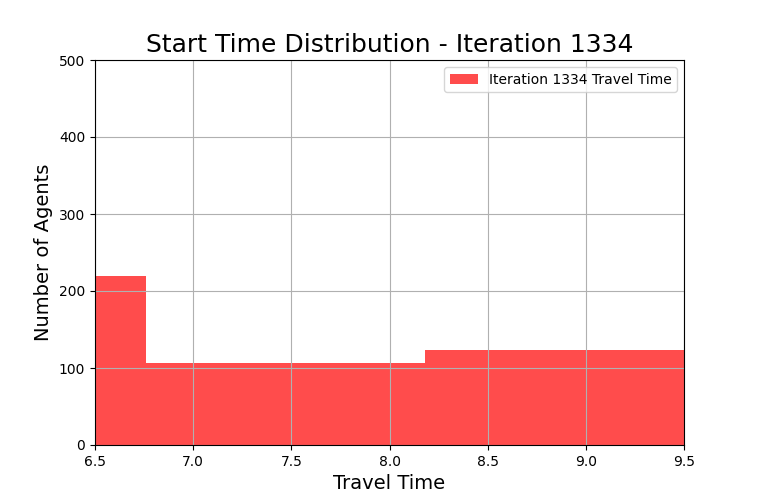 Start Time Distribution - Iteration 1334
Iteration 1334 Travel Time
Number of Agents
500
400
300
200
100
0
6.5 7.0 7.5 8.0 8.5 9.0 9.5
Travel Time